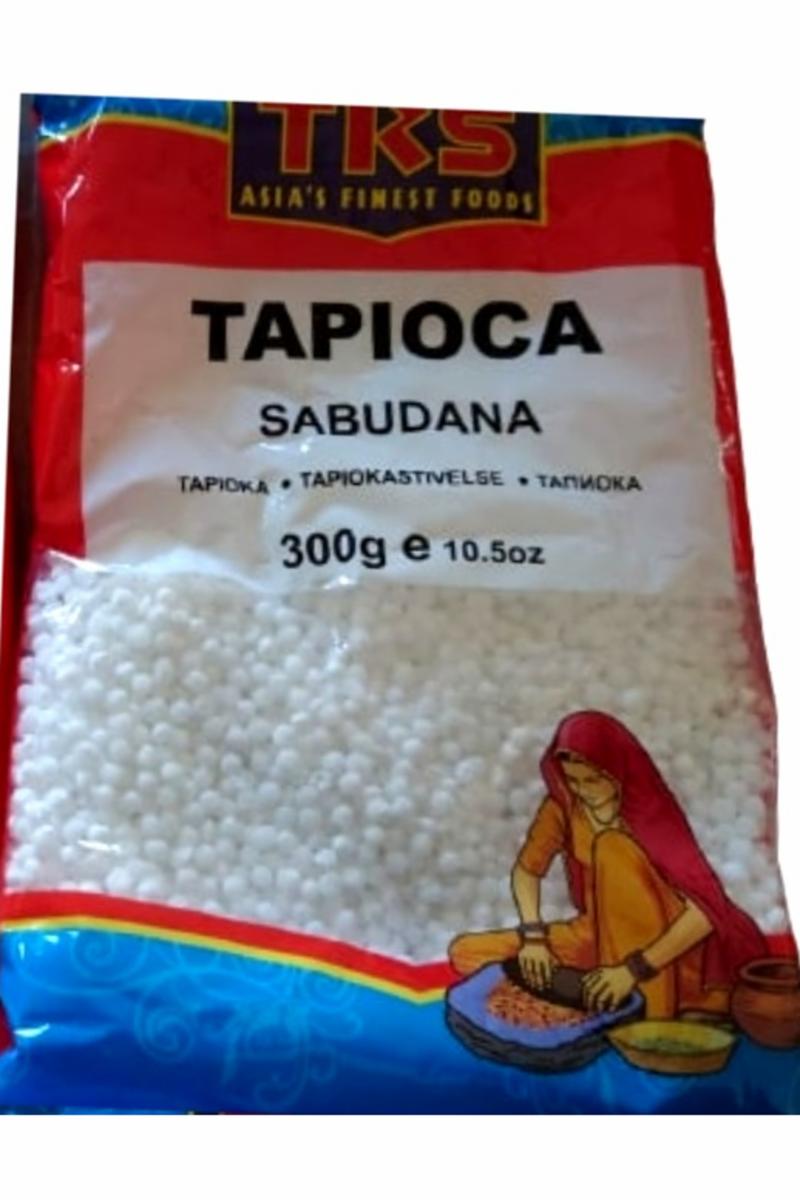 TRS
ASIA'S FINEST FOODS
TAPIOCA
SABUDANA
TAPIOKA • TAPIOKASTIVELSE • ТАПИОКА
300g e 10.5oz